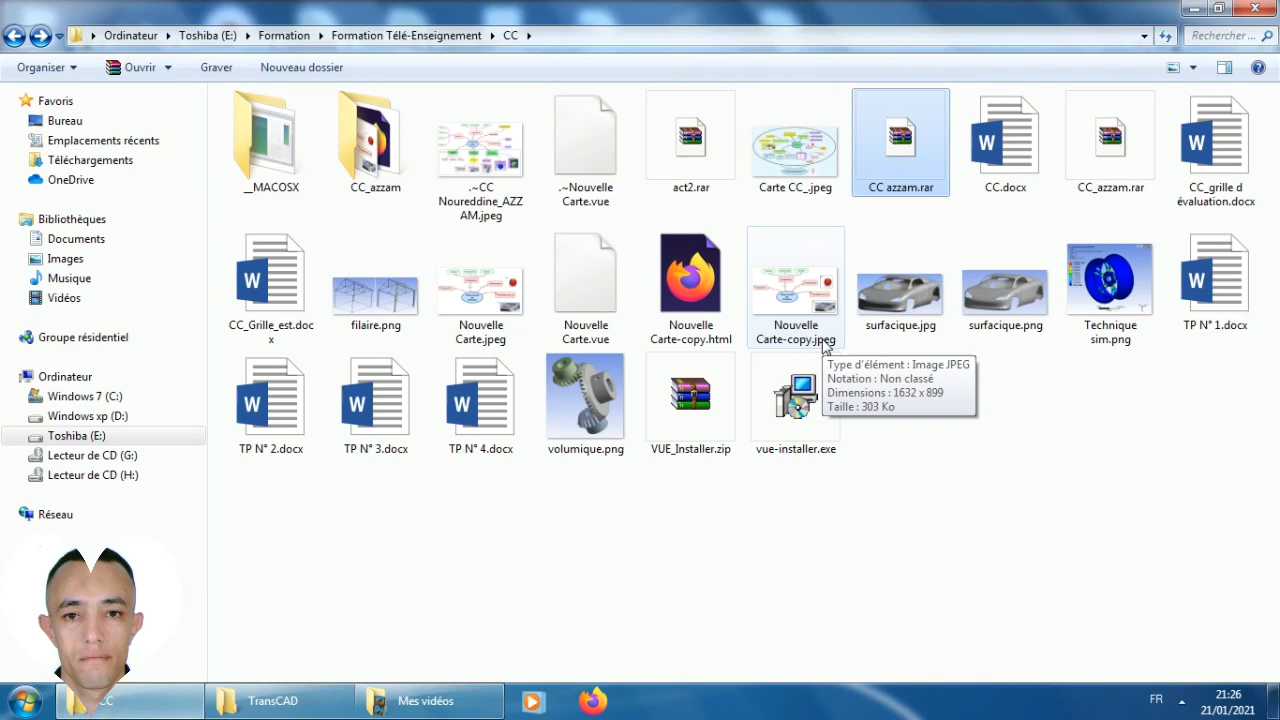 Ordinateur
Toshiba (E:)
Formation
Formation Télé-Enseignement
CC
Rechercher ...
Organiser
Ouvrir
Graver
Nouveau dossier
Favoris
Bureau
Emplacements récents
Téléchargements
OneDrive
Bibliothèques
Documents
Images
Musique
Vidéos
Groupe résidentiel
Ordinateur
Windows 7 (C:)
Windows xp (D:)
Toshiba (E:)
Lecteur de CD (G:)
Lecteur de CD (H:)
Réseau
__MACOSX
CC_azzam
.~CC
Noureddine_AZZ
AM.jpeg
.~Nouvelle
Carte.vue
act2.rar
Carte CC_.jpeg
CC azzam.rar
CC.docx
CC_azzam.rar
CC_grille d
évaluation.docx
CC_Grille_est.doc
x
filaire.png
Nouvelle
Carte.jpeg
Nouvelle
Carte.vue
Nouvelle
Carte-copy.html
Nouvelle
Carte-copy.jpeg
surfacique.jpg
surfacique.png
Technique
sim.png
TP N° 1.docx
Type d'élément : Image JPEG
Notation : Non classé
Dimensions : 1632 x 899
Taille : 303 Ko
TP N° 2.docx
TP N° 3.docx
TP N° 4.docx
volumique.png
VUE_Installer.zip
vue-installer.exe
CC
TransCAD
Mes vidéos
FR
21:26
21/01/2021